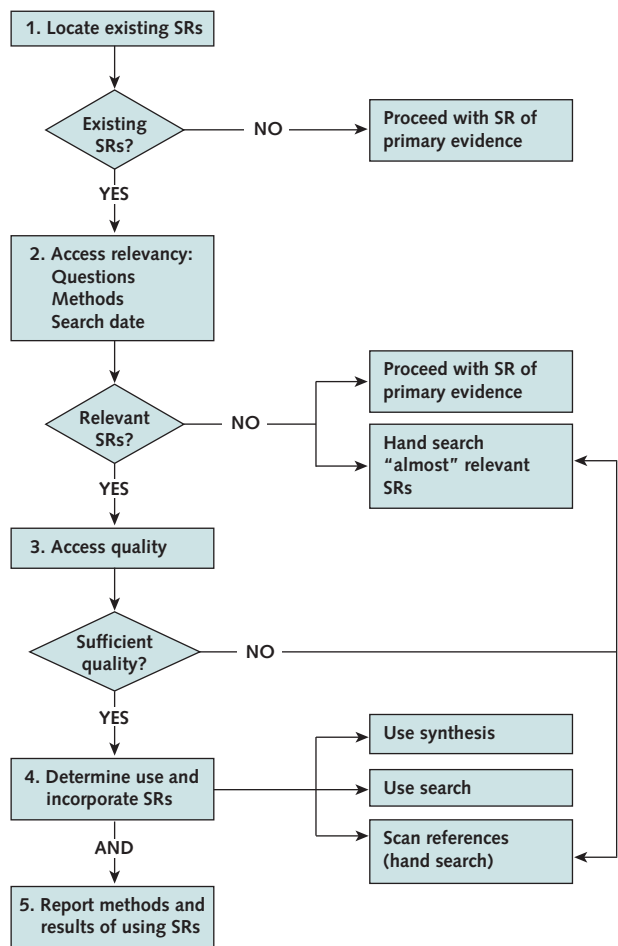 1. Locate existing SRs
Existing
SRs?
NO
Proceed with SR of
primary evidence
YES
2. Access relevancy:
Questions
Methods
Search date
Relevant
SRs?
NO
Proceed with SR of
primary evidence
Hand search
“almost” relevant
SRs
YES
3. Access quality
Sufficient
quality?
NO
YES
4. Determine use and
incorporate SRs
Use synthesis
Use search
Scan references
(hand search)
AND
5. Report methods and
results of using SRs